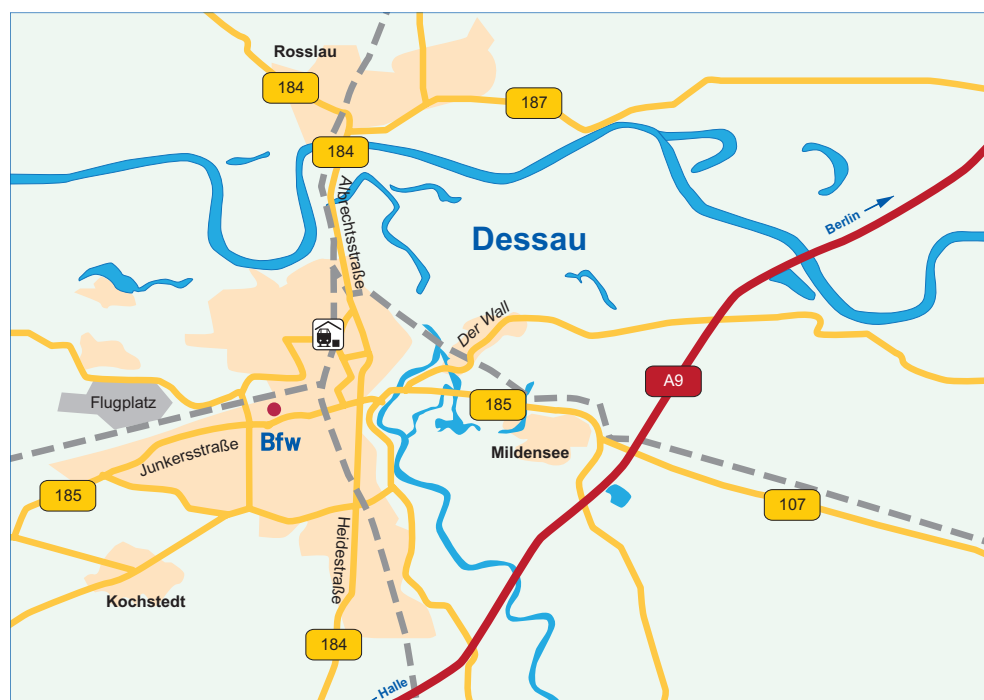 Rosslau
184
187
184
Albrechtsstraße
Berlin
Dessau
Der Wall
A9
Flugplatz
185
Bfw
Junkersstraße
Mildensee
185
107
Heidestraße
Kochstedt
184
Halle